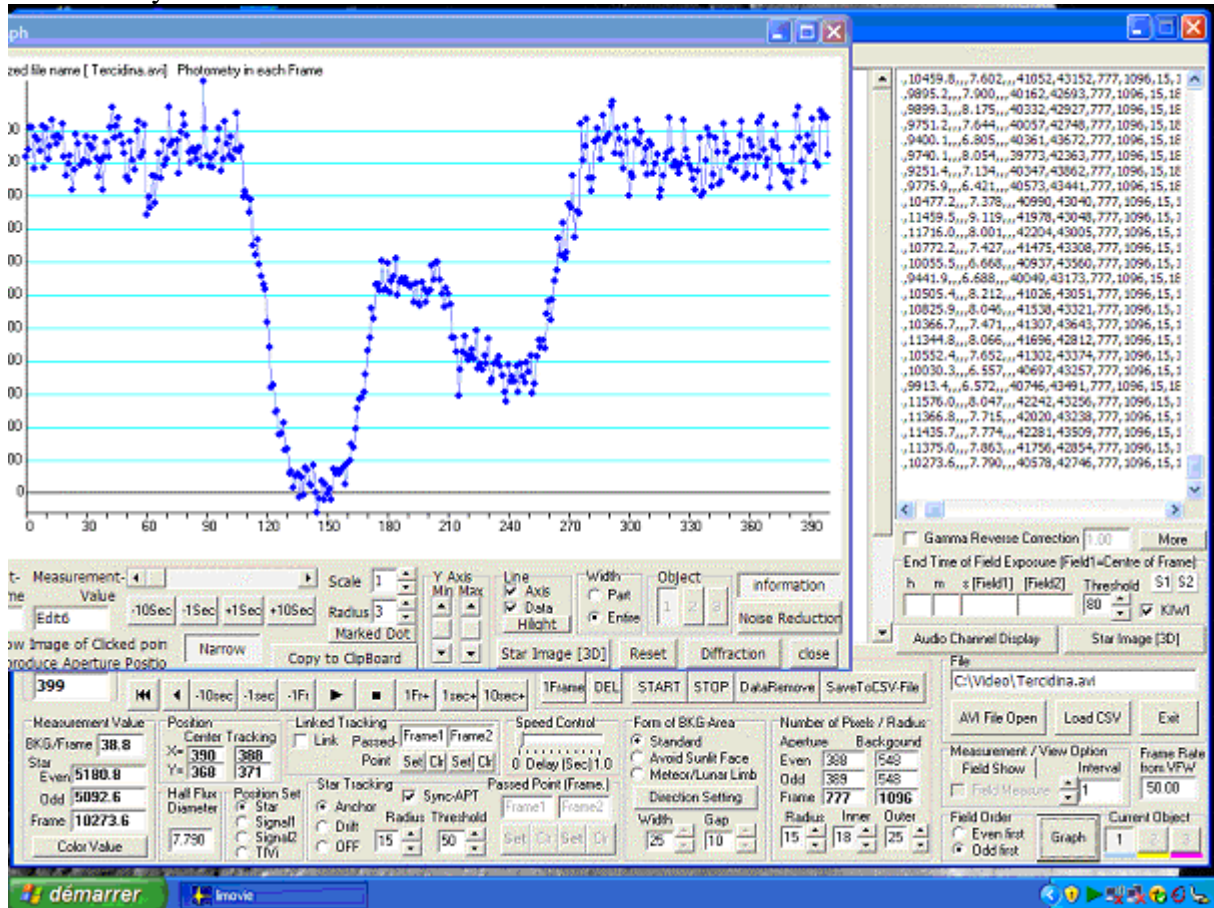 ph
zed file name [ Tercidina.avi] Photometry in each Frame
00
00
00
00
00
00
00
00
00
00
00
0
0 30 60 90 120 150 180 210 240 270 300 330 360 390
,10459.8,,,7.602,,,41052,43152,777,1096,15,18
,9895.2,,,7.900,,,40162,42693,777,1096,15,18
,9899.3,,,8.175,,,40332,42927,777,1096,15,18
,9751.2,,,7.644,,,40057,42748,777,1096,15,18
,9400.1,,,6.805,,,40361,43672,777,1096,15,18
,9740.1,,,8.054,,,39773,42363,777,1096,15,18
,9251.4,,,7.134,,,40347,43862,777,1096,15,18
,9775.9,,,6.421,,,40573,43441,777,1096,15,18
,10477.2,,,7.378,,,40990,43040,777,1096,15,1
,11459.5,,,9.119,,,41978,43048,777,1096,15,1
,11716.0,,,8.001,,,42204,43005,777,1096,15,1
,10772.2,,,7.427,,,41475,43308,777,1096,15,1
,10055.5,,,6.668,,,40937,43560,777,1096,15,1
,9441.9,,,6.688,,,40049,43173,777,1096,15,18
,10505.4,,,8.212,,,41026,43051,777,1096,15,1
,10825.9,,,8.046,,,41538,43321,777,1096,15,1
,10366.7,,,7.471,,,41307,43643,777,1096,15,1
,11344.8,,,8.066,,,41696,42812,777,1096,15,1
,10552.4,,,7.652,,,41302,43374,777,1096,15,1
,10030.3,,,6.557,,,40697,43257,777,1096,15,1
,9913.4,,,6.572,,,40746,43491,777,1096,15,18
,11576.0,,,8.047,,,42242,43256,777,1096,15,1
,11366.8,,,7.715,,,42020,43238,777,1096,15,1
,11435.7,,,7.774,,,42281,43509,777,1096,15,1
,11375.0,,,7.863,,,41756,42854,777,1096,15,1
,10273.6,,,7.790,,,40578,42746,777,1096,15,1
Gamma Reverse Correction 1.00 More
End Time of Field Exposure (Field1=Centre of Frame)
h m s [Field1] [Field2] Threshold S1 S2
80 KIWI
Audio Channel Display Star Image [3D]
t- Measurement- Scale 1 Y Axis Line Width Object information
me Value Min Max Axis Part 1 2 3
Edit6 -10Sec -1Sec +1Sec +10Sec Radius 3 Data Entire Noise Reduction
Marked Dot Hilight
ow Image of Clicked poin Narrow Copy to ClipBoard Star Image [3D] Reset Diffraction close
produce Aperture Positio
File
C:\Video\Tercidina.avi
399 -10sec -1sec -1Fr 1Fr+ 1sec+ 10sec+ 1Frame DEL START STOP DataRemove SaveToCSV-File
AVI File Open Load CSV Exit
Measurement Value
BKG/Frame 38.8
Star
Even 5180.8
Odd 5092.6
Frame 10273.6
Color Value
Position
Center Tracking
X= 390 388
Y= 368 371
Half Flux Diameter
7.790
Position Set
Star
Signal1
Signal2
TIVi
Linked Tracking
Link Passed- Frame1 Frame2
Point Set Clr Set Clr
Speed Control
0 Delay (Sec) 1.0
Star Tracking
Sync-APT
Anchor
Drift
OFF
Radius Threshold
15 50
Passed Point (Frame.)
Frame1 Frame2
Set Clr Set Clr
Form of BKG-Area
Standard
Avoid Sunlit Face
Meteor/Lunar Limb
Direction Setting
Width Gap
25 10
Number of Pixels / Radius
Aperture Backgound
Even 388 548
Odd 389 548
Frame 777 1096
Radius Inner Outer
15 18 25
Measurement / View Option
Field Show Interval
Field Measure 1
Frame Rate from VFW
50.00
Field Order
Even first
Odd first
Graph
Current Object
1 2 3
démarrer limovie